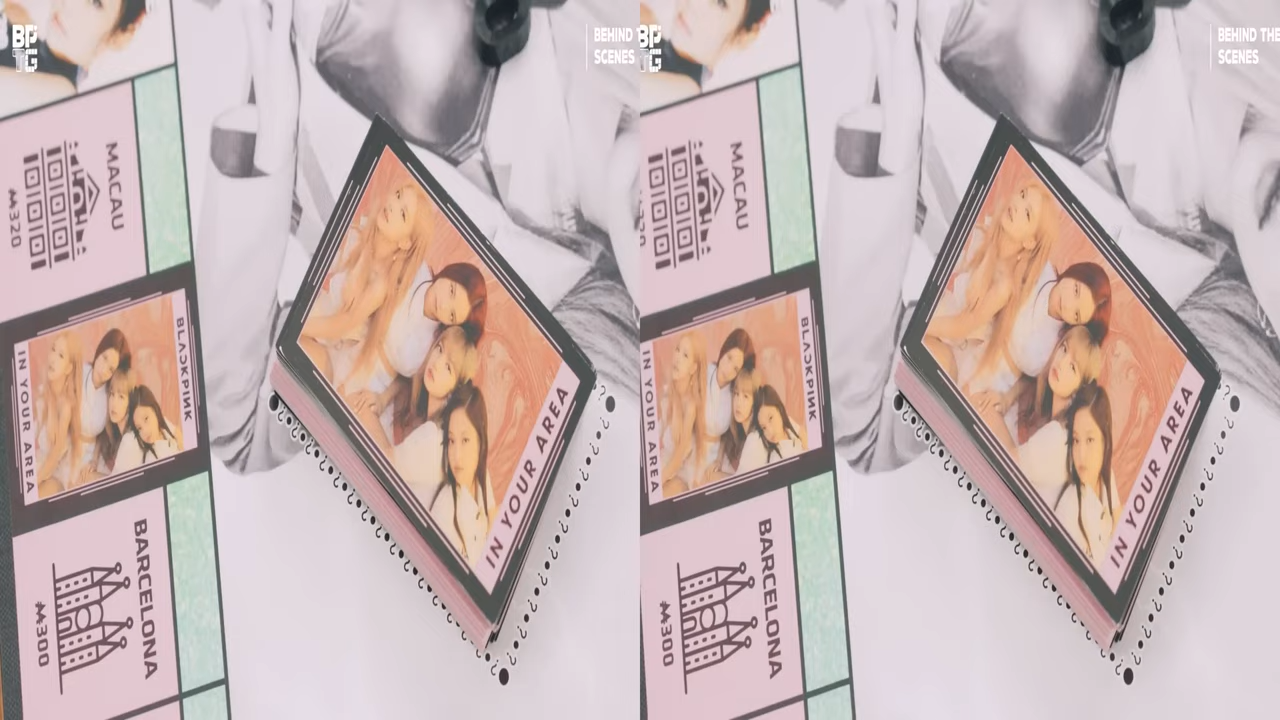 BP
TG
BEHIND
SCENES
MACAU
₩320
BLACKPINK
IN YOUR AREA
BARCELONA
₩300
IN YOUR AREA
BP
TG
BEHIND THE
SCENES
MACAU
BLACKPINK
IN YOUR AREA
BARCELONA
₩300
IN YOUR AREA